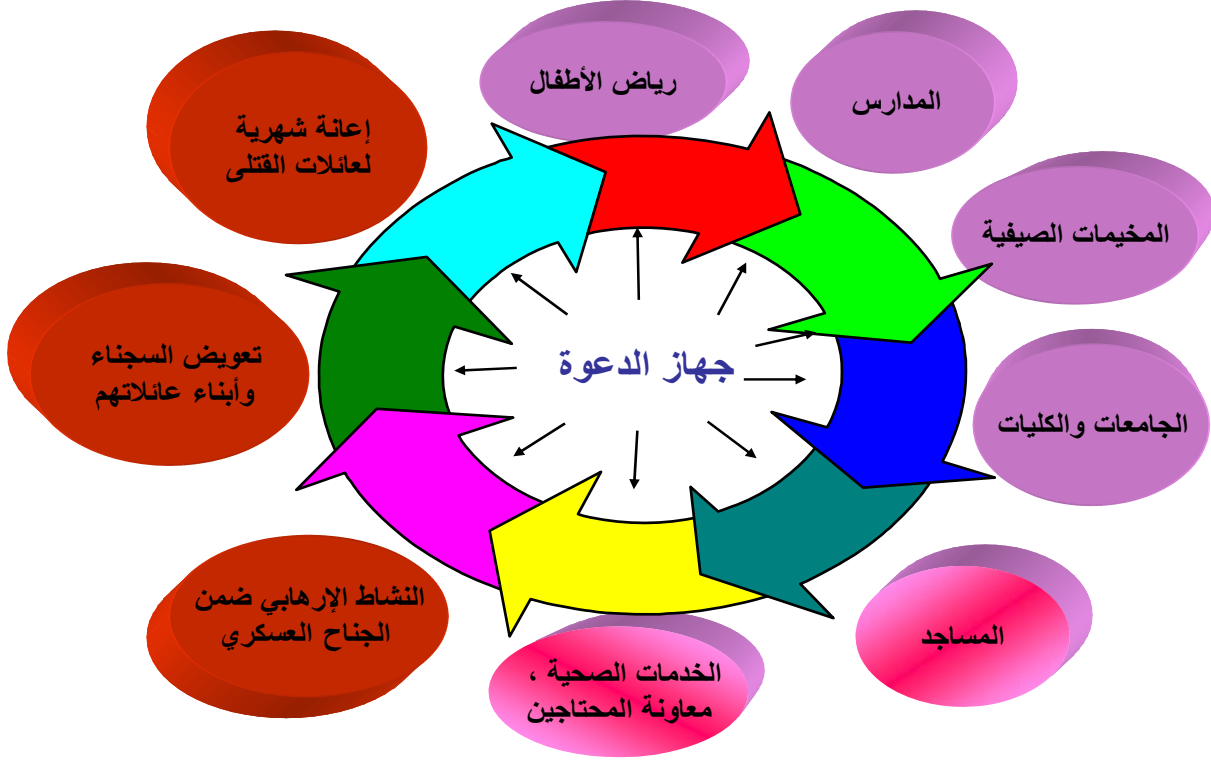 رياض الأطفال
المدارس
المخيمات الصيفية
الجامعات والكليات
المساجد
الخدمات الصحية ،
معاونة المحتاجين
النشاط الإرهابي ضمن
الجناح العسكري
تعويض السجناء
وأبناء عائلاتهم
إعانة شهرية
لعائلات القتلى
جهاز الدعوة